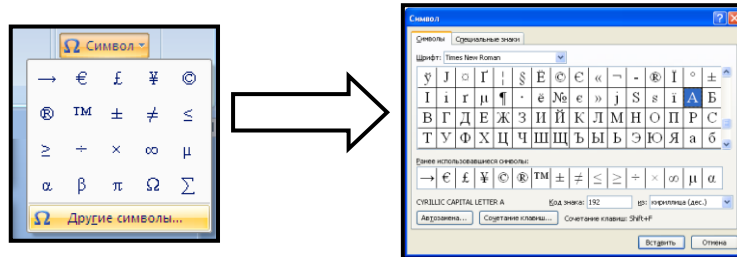 Ω Символ
→ € £ ¥ ©
® ™ ± ≠ ≤
≥ ÷ × ∞ µ
α β π Ω ∑
Ω Другие символы...
Символ
Символы Специальные знаки
Шрифт: Times New Roman
ў Ј ¤ Ґ ¦ § Ё © Є « ¬ - ® Ї ° ±
І і ґ µ ¶ · ё № є » ј Ѕ ѕ ї А Б
В Г Д Е Ж З И Й К Л М Н О П Р С
Т У Ф Х Ц Ч Ш Щ Ъ Ы Ь Э Ю Я а б
Ранее использовавшиеся символы:
→ € £ ¥ © ® ™ ± ≠ ≤ ≥ ÷ × ∞ µ α
CYRILLIC CAPITAL LETTER A Код знака: 192 из: кириллица (дес.)
Автозамена... Сочетание клавиш... Сочетание клавиш: Shift+F
Вставить Отмена